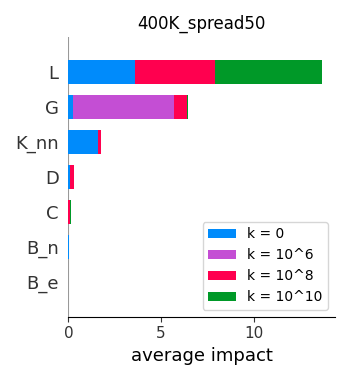 400K_spread50
L
G
K_nn
D
C
B_n
B_e
k = 0
k = 10^6
k = 10^8
k = 10^10
0 5 10
average impact